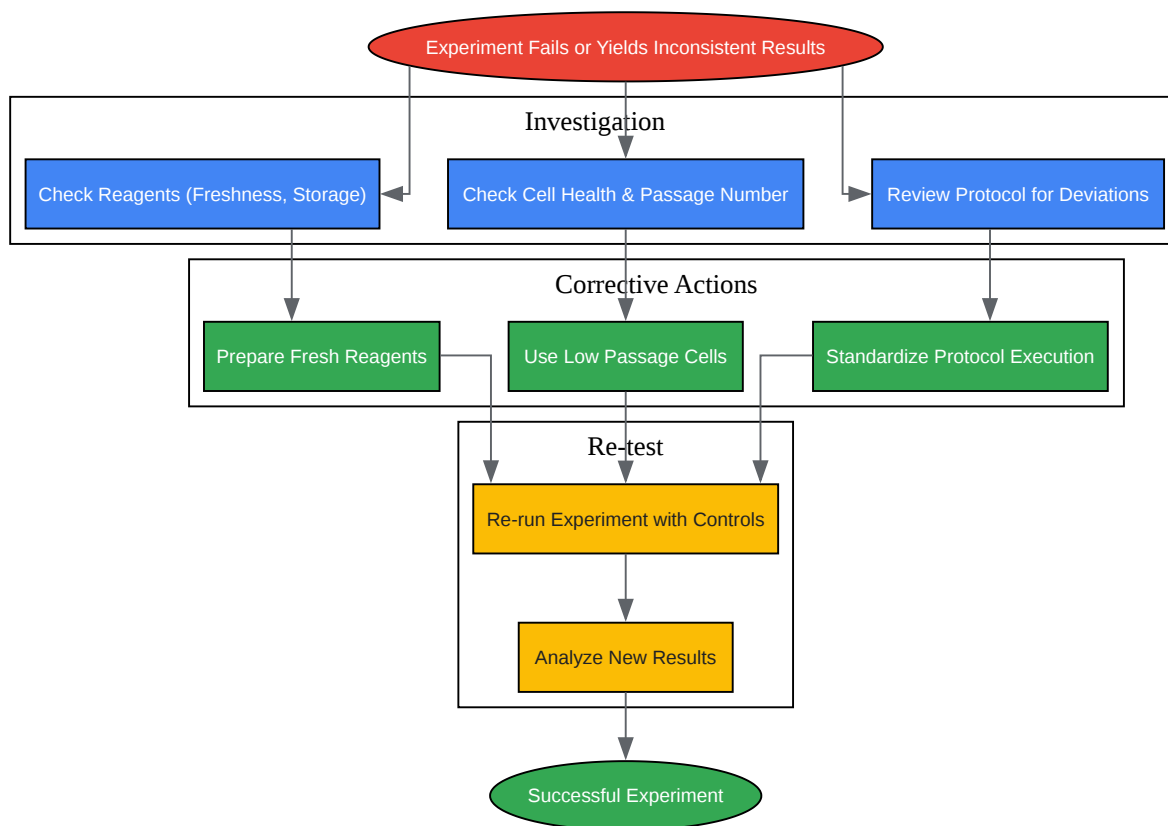 Experiment Fails or Yields Inconsistent Results
Investigation
Check Reagents (Freshness, Storage)
Check Cell Health & Passage Number
Review Protocol for Deviations
Corrective Actions
Prepare Fresh Reagents
Use Low Passage Cells
Standardize Protocol Execution
Re-test
Re-run Experiment with Controls
Analyze New Results
Successful Experiment